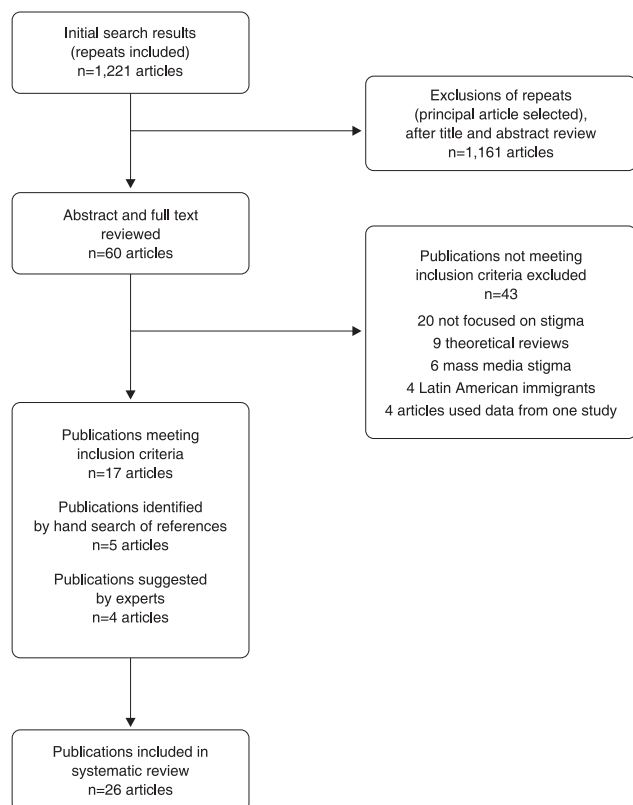 Initial search results
(repeats included)
n=1,221 articles
Exclusions of repeats
(principal article selected),
after title and abstract review
n=1,161 articles
Abstract and full text
reviewed
n=60 articles
Publications not meeting
inclusion criteria excluded
n=43
20 not focused on stigma
9 theoretical reviews
6 mass media stigma
4 Latin American immigrants
4 articles used data from one study
Publications meeting
inclusion criteria
n=17 articles
Publications identified
by hand search of references
n=5 articles
Publications suggested
by experts
n=4 articles
Publications included in
systematic review
n=26 articles